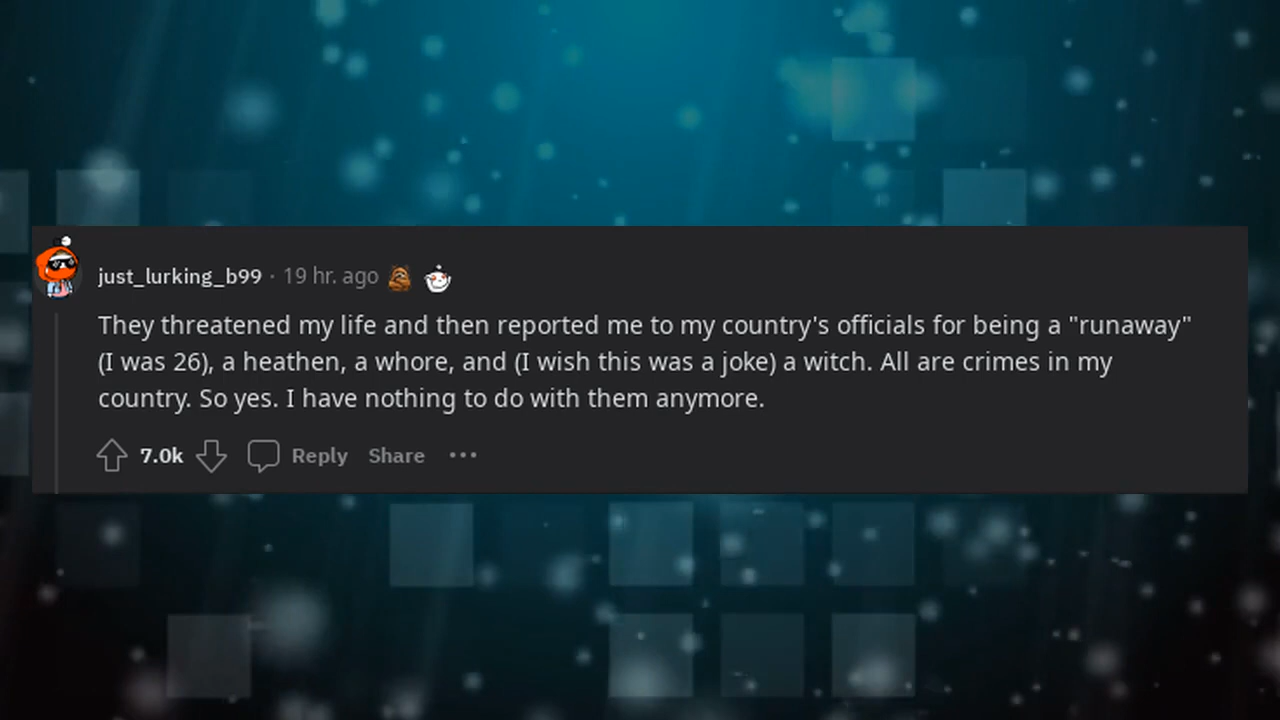 just_lurking_b99 · 19 hr. ago
They threatened my life and then reported me to my country's officials for being a "runaway"
(I was 26), a heathen, a whore, and (I wish this was a joke) a witch. All are crimes in my
country. So yes. I have nothing to do with them anymore.
7.0k Reply Share ···